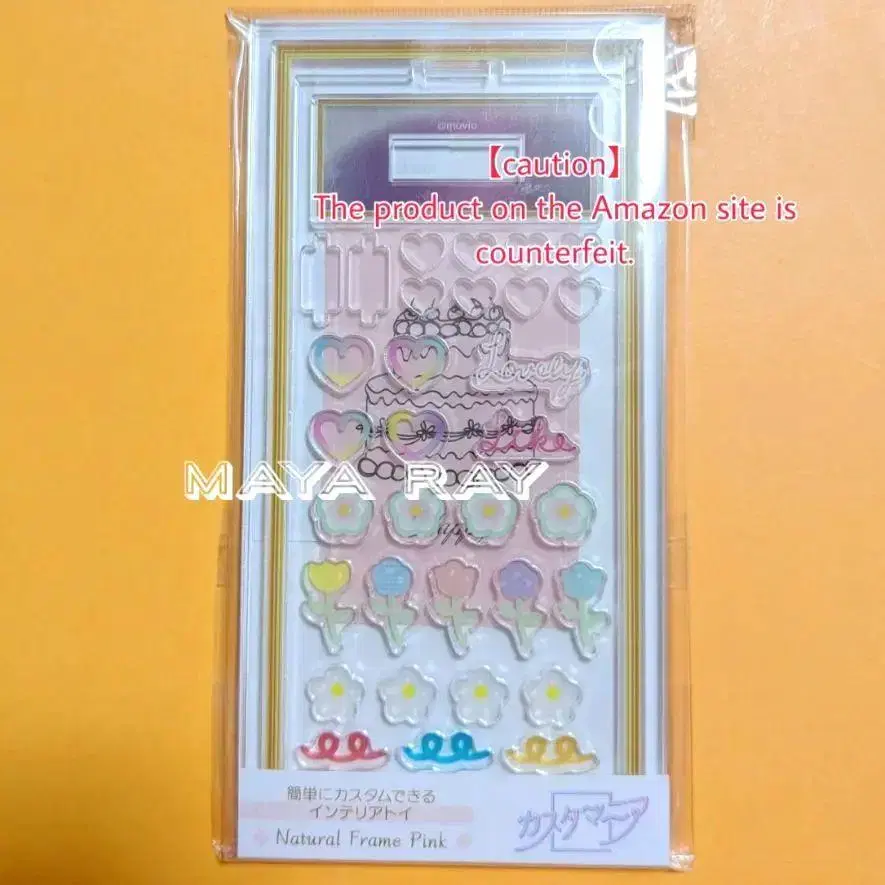 @movic
【caution】
The product on the Amazon site is
counterfeit.
Lovely
Like
MAYA RAY
Happy
簡単にカスタムできる
インテリアトイ
Natural Frame Pink
カスタマニア